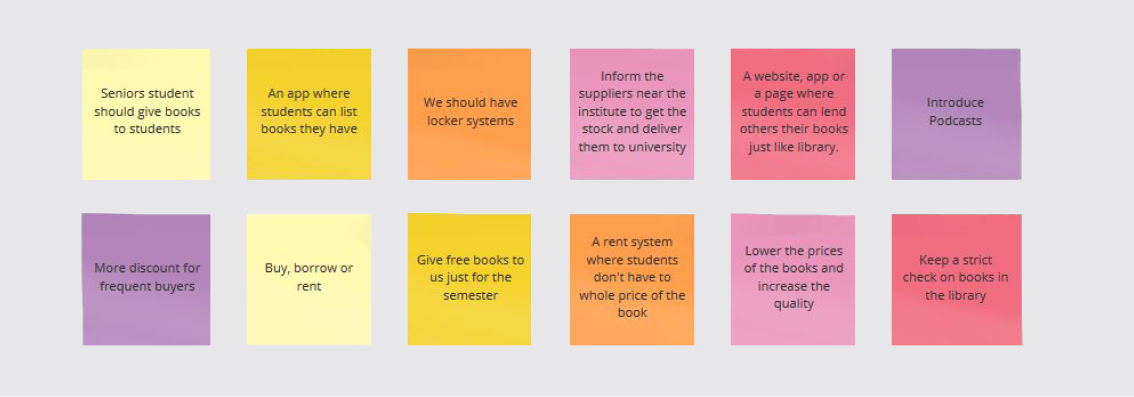 Seniors student
should give books
to students
An app where
students can list
books they have
We should have
locker systems
Inform the
suppliers near the
institute to get the
stock and deliver
them to university
A website, app or
a page where
students can lend
others their books
just like library.
Introduce
Podcasts
More discount for
frequent buyers
Buy, borrow or
rent
Give free books to
us just for the
semester
A rent system
where students
don't have to
whole price of the
book
Lower the prices
of the books and
increase the
quality
Keep a strict
check on books in
the library